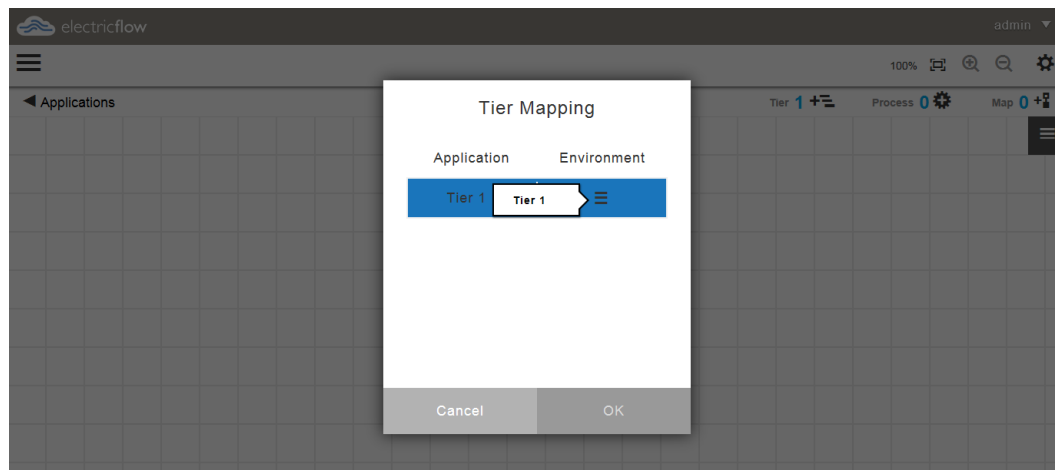 electricflow admin
100%
Applications Tier 1 Process 0 Map 0
Tier Mapping
Application Environment
Tier 1 Tier 1
Cancel OK